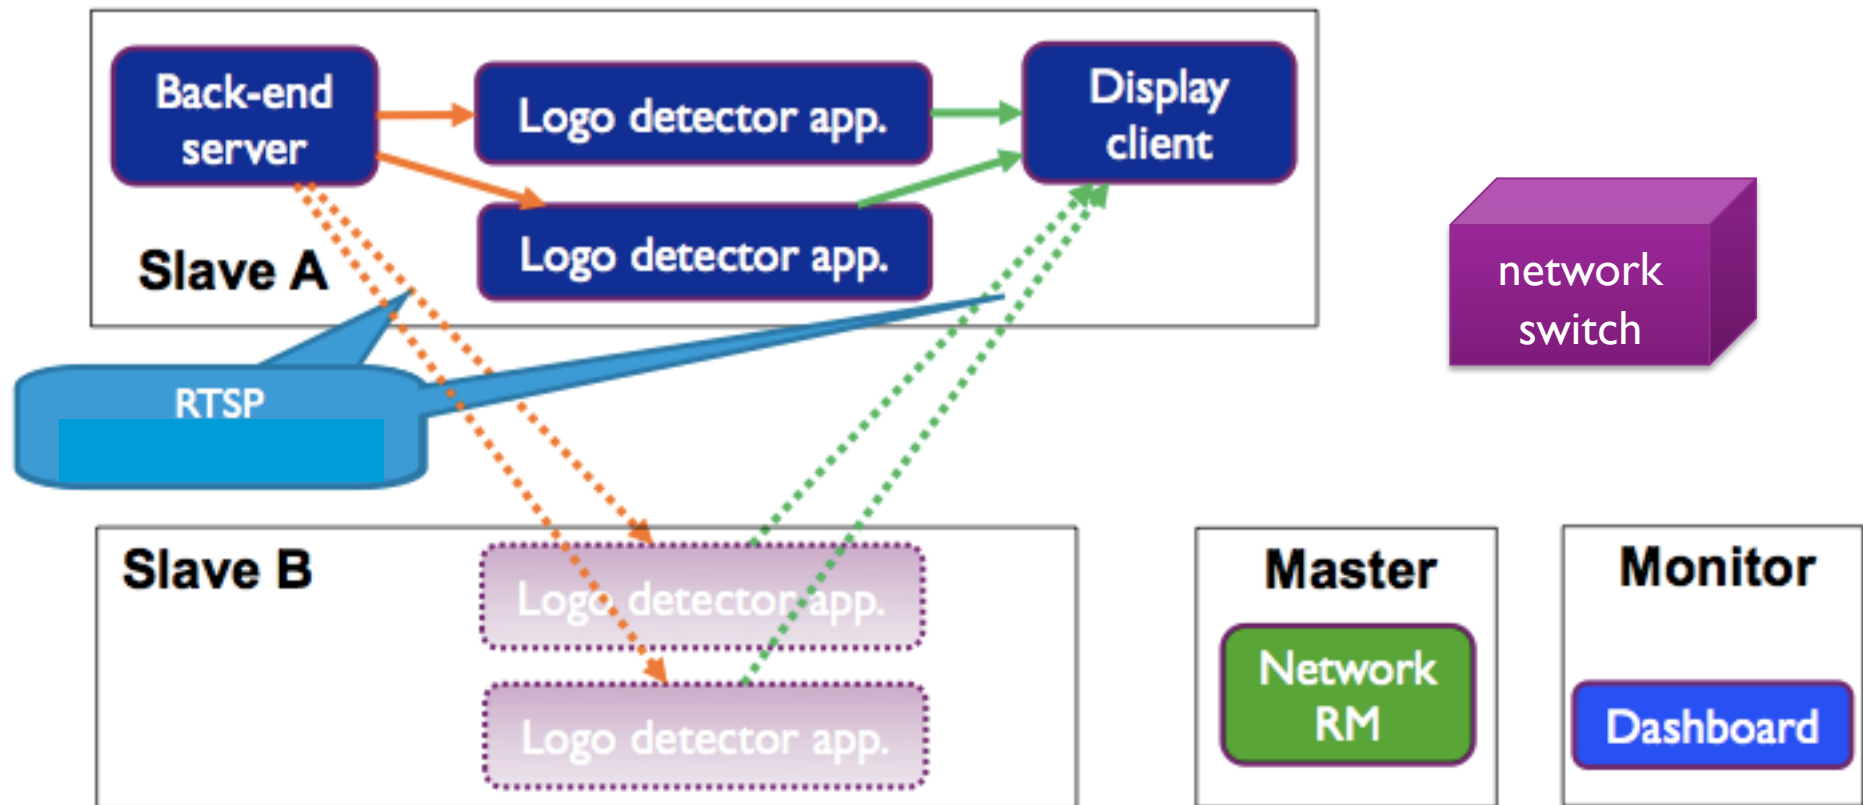 Back-end
server
Logo detector app.
Display
client
Logo detector app.
Slave A
network
switch
RTSP
Slave B
Logo detector app.
Logo detector app.
Master
Network
RM
Monitor
Dashboard